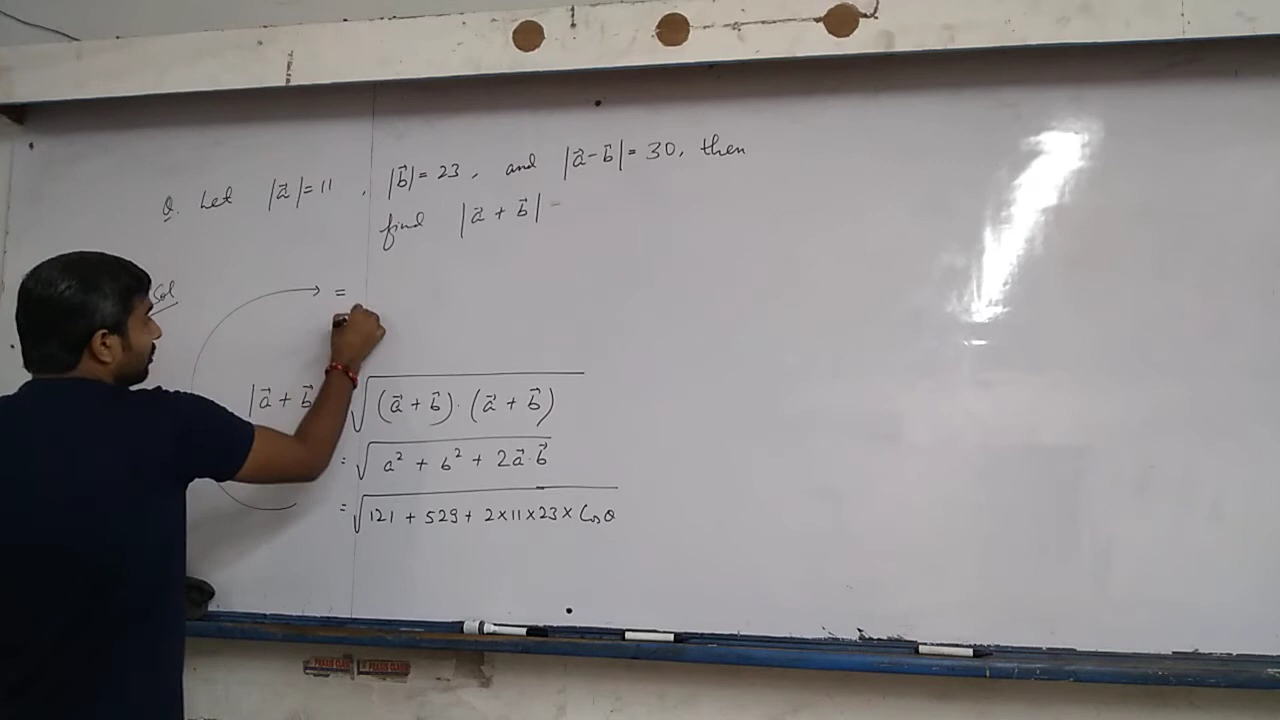 Q. Let |a⃗|=11 , |b⃗|=23 , and |a⃗-b⃗|=30, then
find |a⃗+b⃗| =
Sol
=
|a⃗+b⃗ √(a⃗+b⃗)·(a⃗+b⃗)
= √a²+b²+2a⃗·b⃗
= √121+529+2×11×23×Cosθ